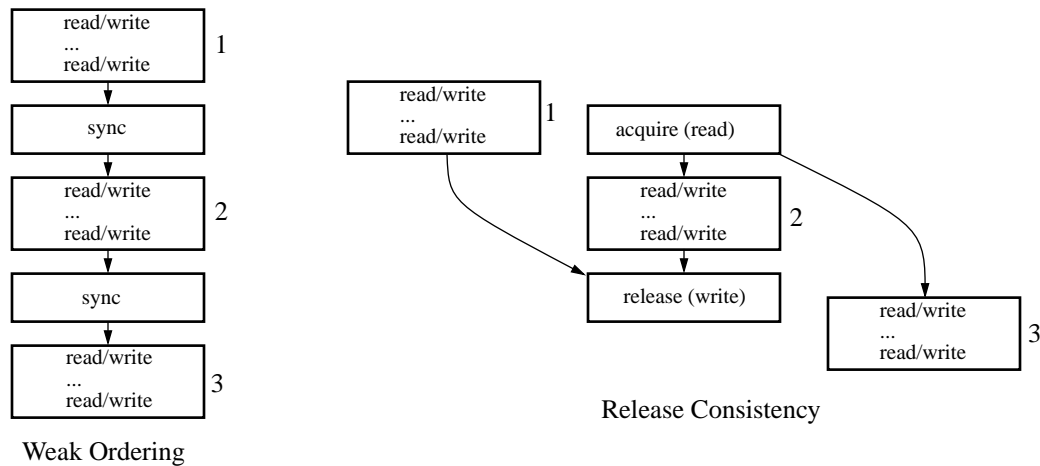 read/write
...
read/write
1
sync
read/write
...
read/write
2
sync
read/write
...
read/write
3
Weak Ordering
read/write
...
read/write
1
acquire (read)
read/write
...
read/write
2
release (write)
read/write
...
read/write
3
Release Consistency